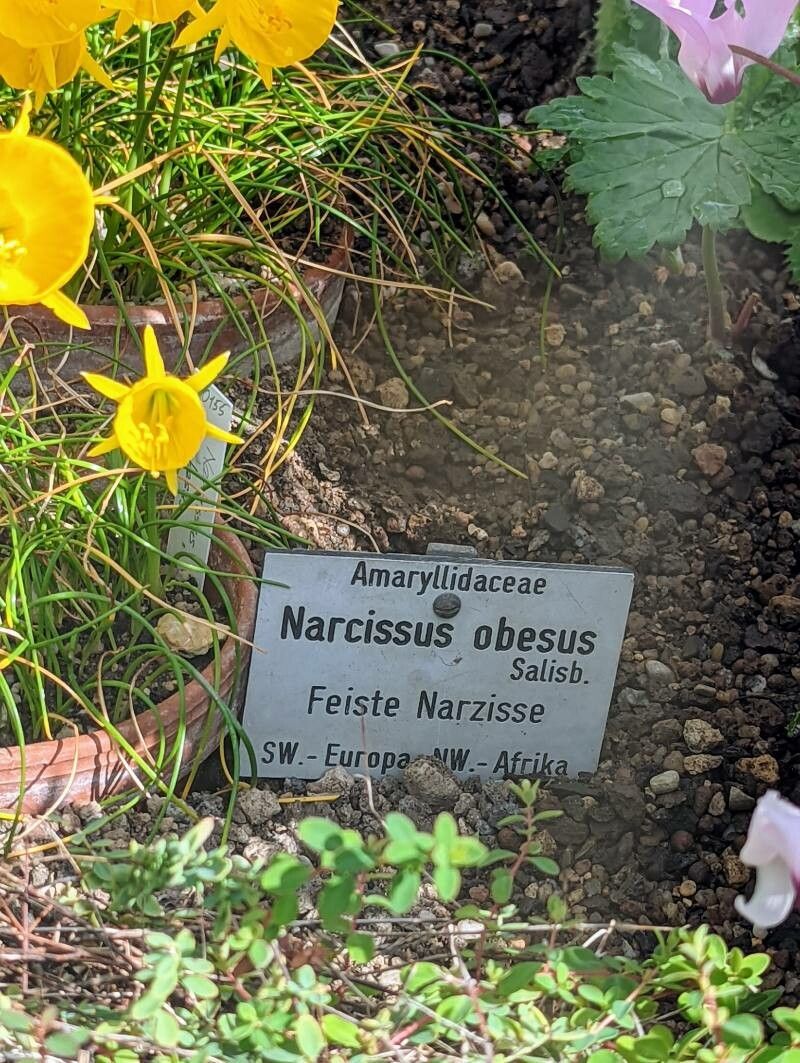 Amaryllidaceae
Narcissus obesus
Salisb.
Feiste Narzisse
SW.- Europa NW.- Afrika